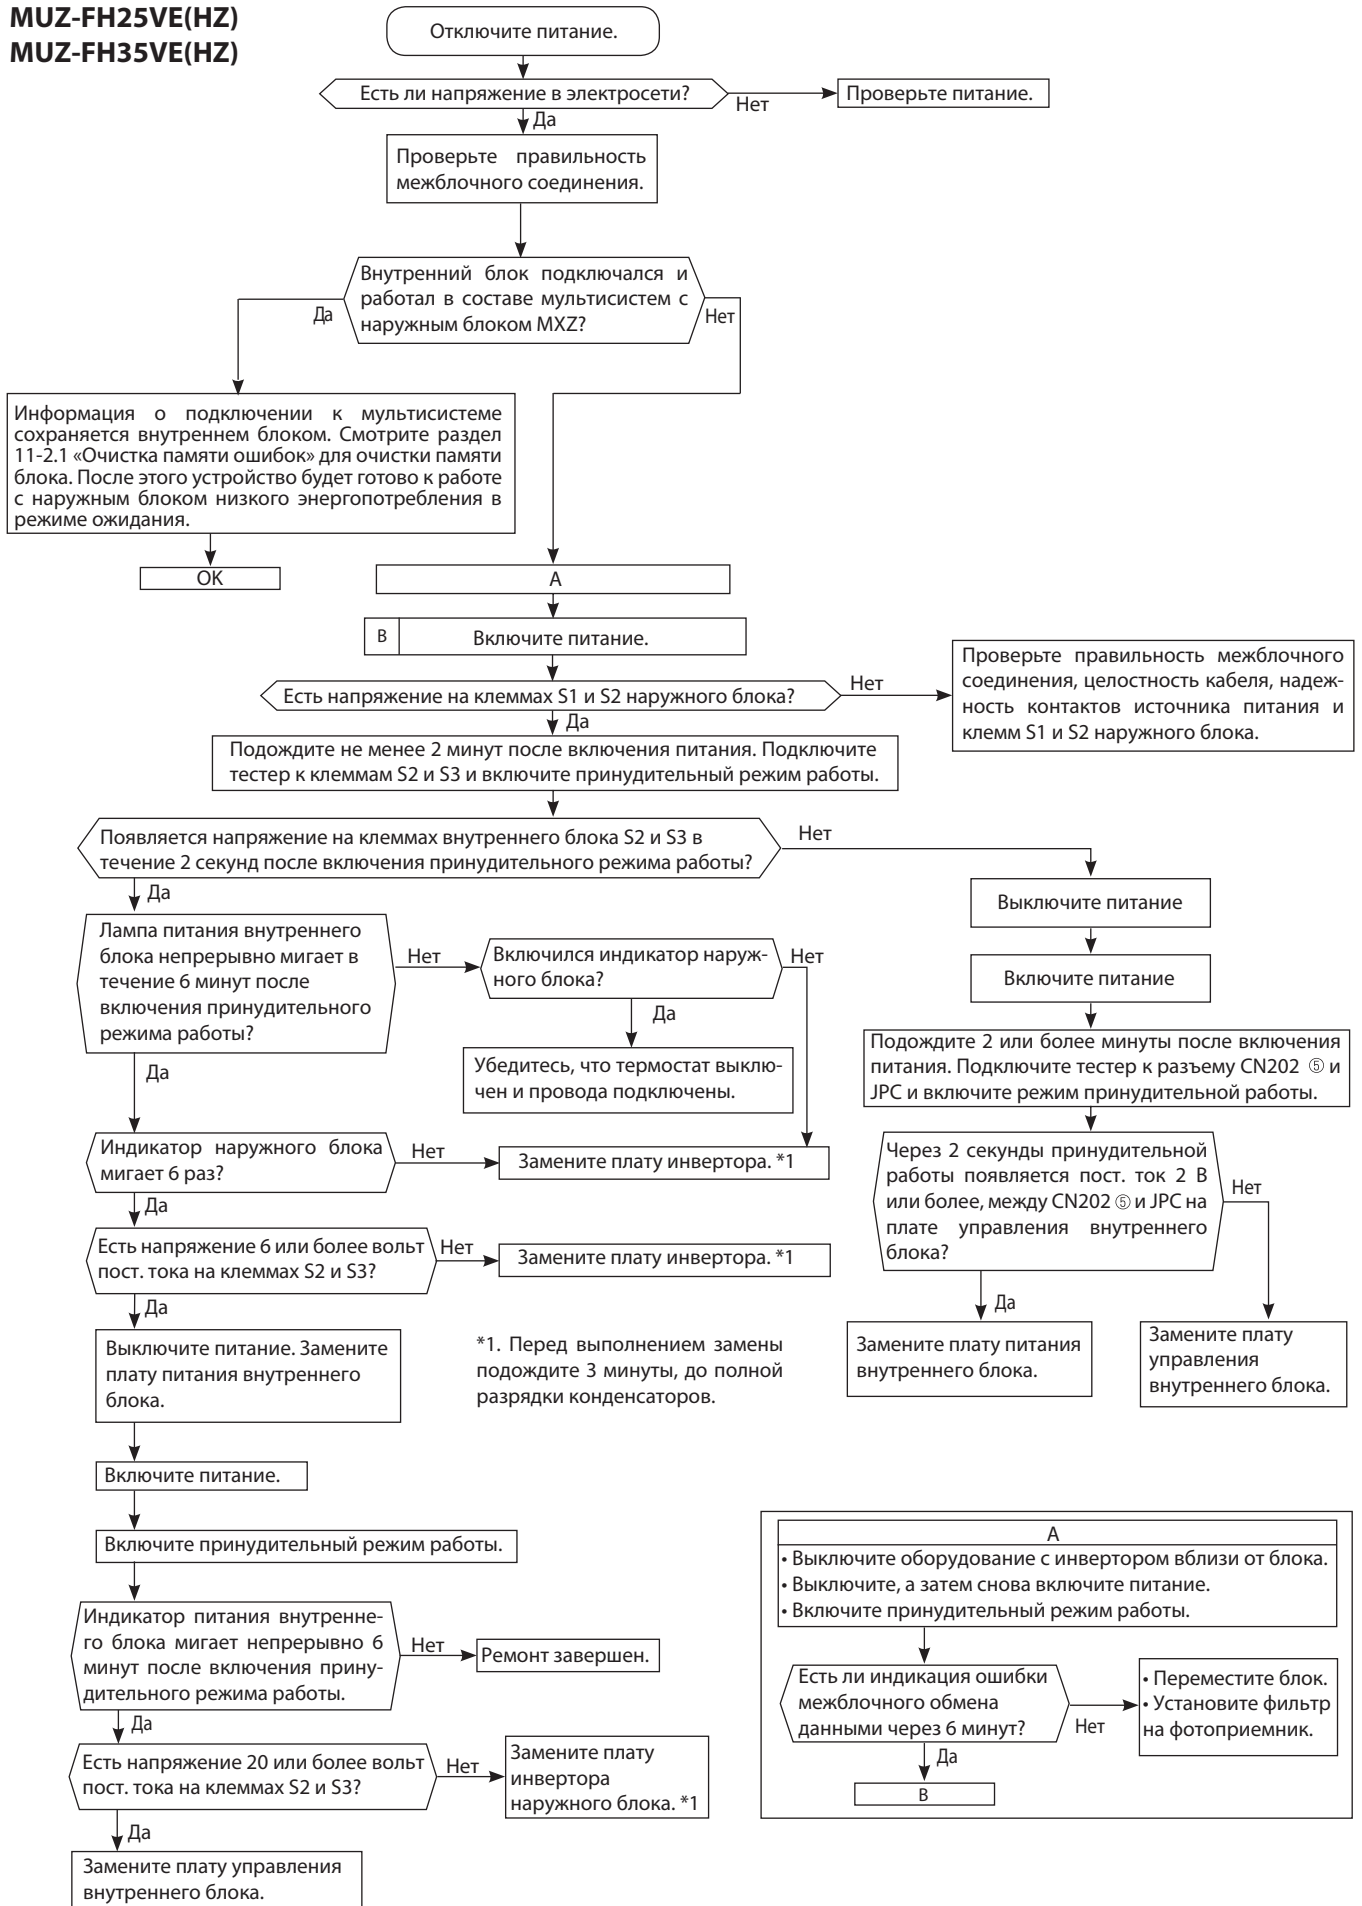 MUZ-FH25VE(HZ)
MUZ-FH35VE(HZ)
Отключите питание.
Есть ли напряжение в электросети?
Нет
Проверьте питание.
Да
Проверьте правильность
межблочного соединения.
Внутренний блок подключался и
работал в составе мультисистем с
наружным блоком MXZ?
Да
Нет
Информация о подключении к мультисистеме
сохраняется внутреннем блоком. Смотрите раздел
11-2.1 «Очистка памяти ошибок» для очистки памяти
блока. После этого устройство будет готово к работе
с наружным блоком низкого энергопотребления в
режиме ожидания.
OK
A
B
Включите питание.
Есть напряжение на клеммах S1 и S2 наружного блока?
Нет
Проверьте правильность межблочного
соединения, целостность кабеля, надеж-
ность контактов источника питания и
клемм S1 и S2 наружного блока.
Да
Подождите не менее 2 минут после включения питания. Подключите
тестер к клеммам S2 и S3 и включите принудительный режим работы.
Появляется напряжение на клеммах внутреннего блока S2 и S3 в
течение 2 секунд после включения принудительного режима работы?
Нет
Да
Выключите питание
Включите питание
Подождите 2 или более минуты после включения
питания. Подключите тестер к разъему CN202 ⑤ и
JPC и включите режим принудительной работы.
Через 2 секунды принудительной
работы появляется пост. ток 2 В
или более, между CN202 ⑤ и JPC на
плате управления внутреннего
блока?
Нет
Да
Замените плату питания
внутреннего блока.
Замените плату
управления
внутреннего блока.
Лампа питания внутреннего
блока непрерывно мигает в
течение 6 минут после
включения принудительного
режима работы?
Нет
Включился индикатор наруж-
ного блока?
Нет
Да
Убедитесь, что термостат выклю-
чен и провода подключены.
Да
Индикатор наружного блока
мигает 6 раз?
Нет
Замените плату инвертора. *1
Да
Есть напряжение 6 или более вольт
пост. тока на клеммах S2 и S3?
Нет
Замените плату инвертора. *1
Да
Выключите питание. Замените
плату питания внутреннего
блока.
*1. Перед выполнением замены
подождите 3 минуты, до полной
разрядки конденсаторов.
Включите питание.
Включите принудительный режим работы.
Индикатор питания внутренне-
го блока мигает непрерывно 6
минут после включения прину-
дительного режима работы.
Нет
Ремонт завершен.
Да
Есть напряжение 20 или более вольт
пост. тока на клеммах S2 и S3?
Нет
Замените плату
инвертора
наружного блока. *1
Да
Замените плату управления
внутреннего блока.
A
• Выключите оборудование с инвертором вблизи от блока.
• Выключите, а затем снова включите питание.
• Включите принудительный режим работы.
Есть ли индикация ошибки
межблочного обмена
данными через 6 минут?
Нет
• Переместите блок.
• Установите фильтр
на фотоприемник.
Да
B